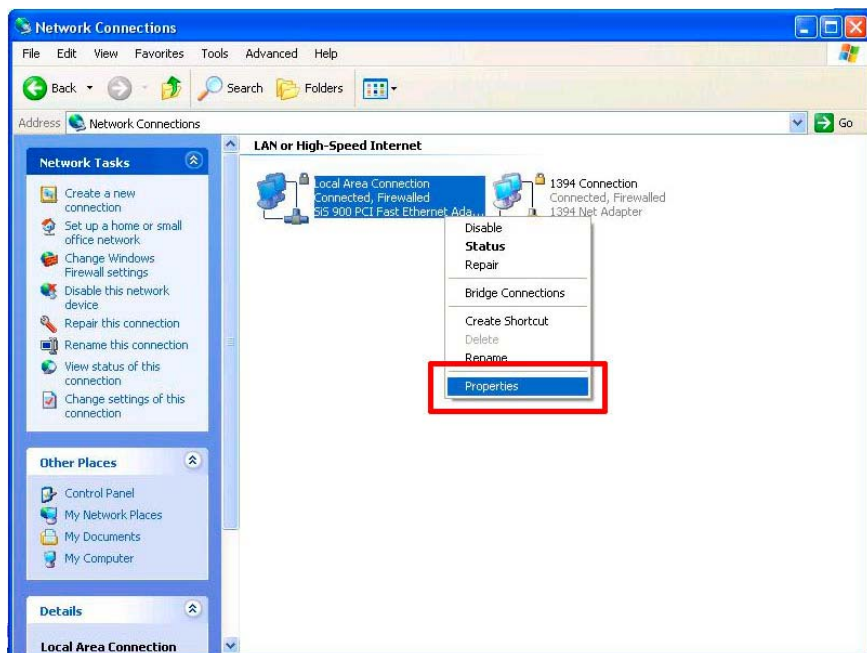 Network Connections
File Edit View Favorites Tools Advanced Help
Back Search Folders
Address Network Connections Go
Network Tasks
Create a new
connection
Set up a home or small
office network
Change Windows
Firewall settings
Disable this network
device
Repair this connection
Rename this connection
View status of this
connection
Change settings of this
connection
Other Places
Control Panel
My Network Places
My Documents
My Computer
Details
Local Area Connection
LAN or High-Speed Internet
Local Area Connection
Connected, Firewalled
SiS 900 PCI Fast Ethernet Ada...
1394 Connection
Connected, Firewalled
1394 Net Adapter
Disable
Status
Repair
Bridge Connections
Create Shortcut
Delete
Rename
Properties